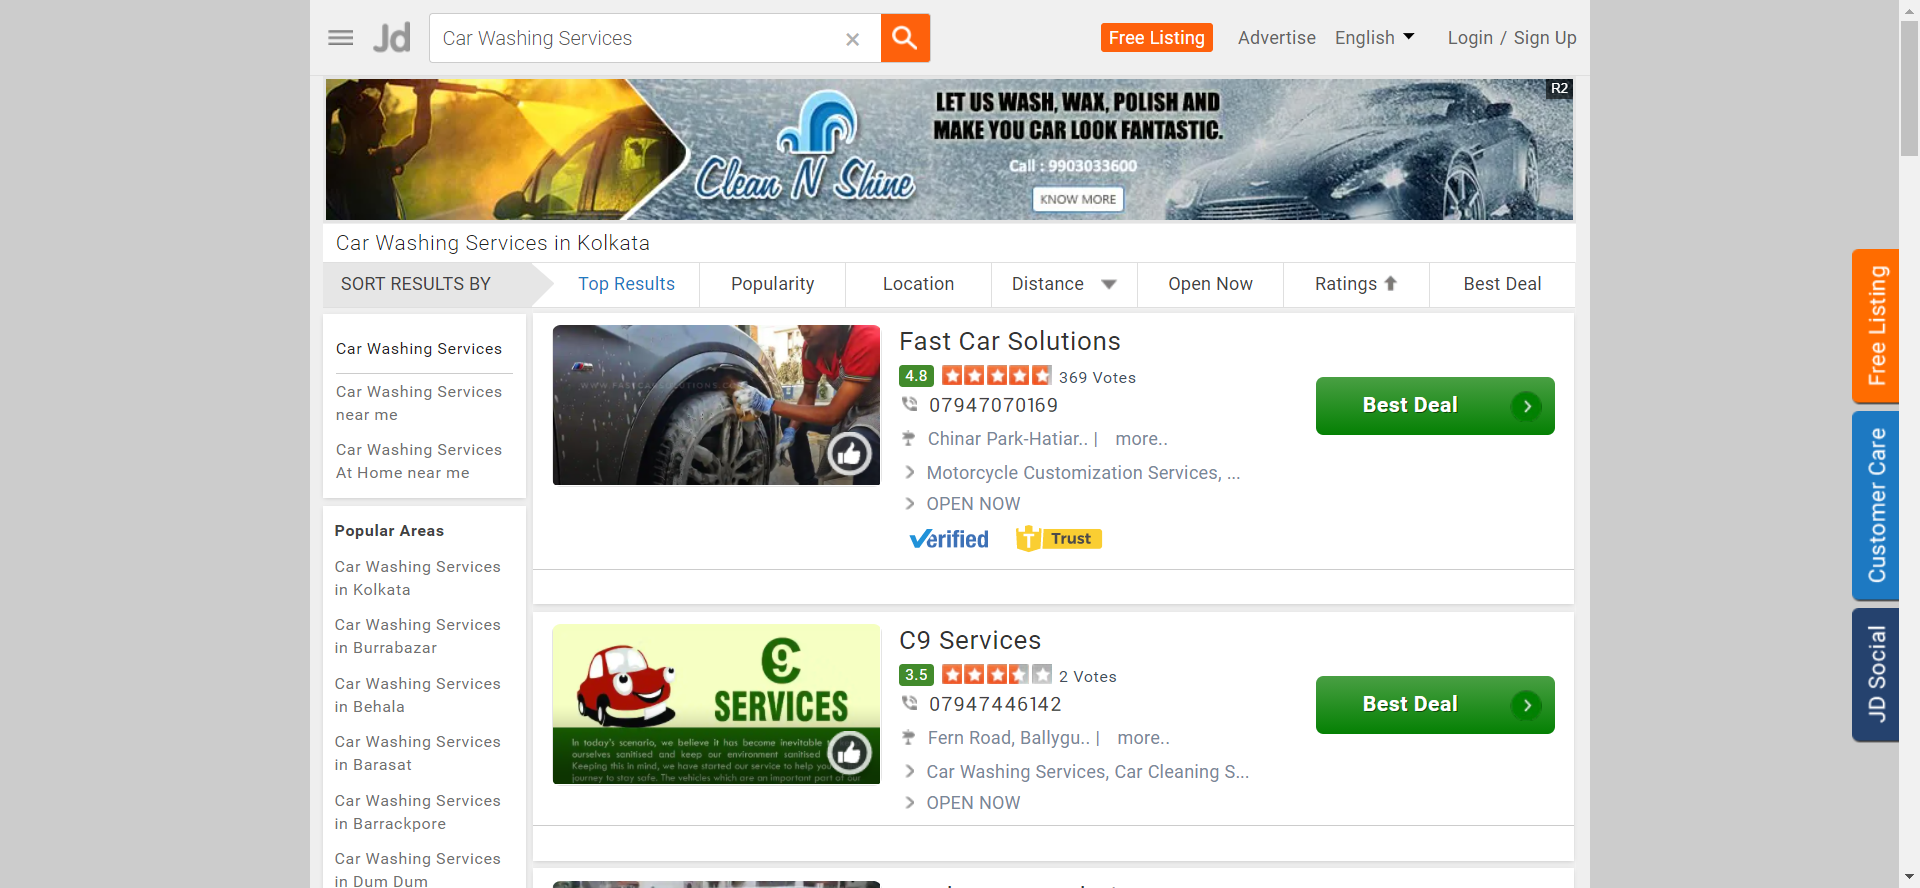 Jd
Car Washing Services
Free Listing
Advertise
English
Login / Sign Up
R2
LET US WASH, WAX, POLISH AND
MAKE YOU CAR LOOK FANTASTIC.
Clean N Shine
Call : 9903033600
KNOW MORE
Car Washing Services in Kolkata
SORT RESULTS BY
Top Results
Popularity
Location
Distance
Open Now
Ratings
Best Deal
Car Washing Services
Car Washing Services
near me
Car Washing Services
At Home near me
Popular Areas
Car Washing Services
in Kolkata
Car Washing Services
in Burrabazar
Car Washing Services
in Behala
Car Washing Services
in Barasat
Car Washing Services
in Barrackpore
Car Washing Services
in Dum Dum
Fast Car Solutions
4.8
369 Votes
07947070169
Chinar Park-Hatiar.. | more..
Motorcycle Customization Services, ...
OPEN NOW
Verified
T Trust
Best Deal
C9
SERVICES
In today's scenario, we believe it has become inevitable
ourselves sanitised and keep our environment sanitised
Keeping this in mind, we have started our service to help you
journey to stay safe. The vehicles which are an important part of our
C9 Services
3.5
2 Votes
07947446142
Fern Road, Ballygu.. | more..
Car Washing Services, Car Cleaning S...
OPEN NOW
Best Deal
Free Listing
Customer Care
JD Social